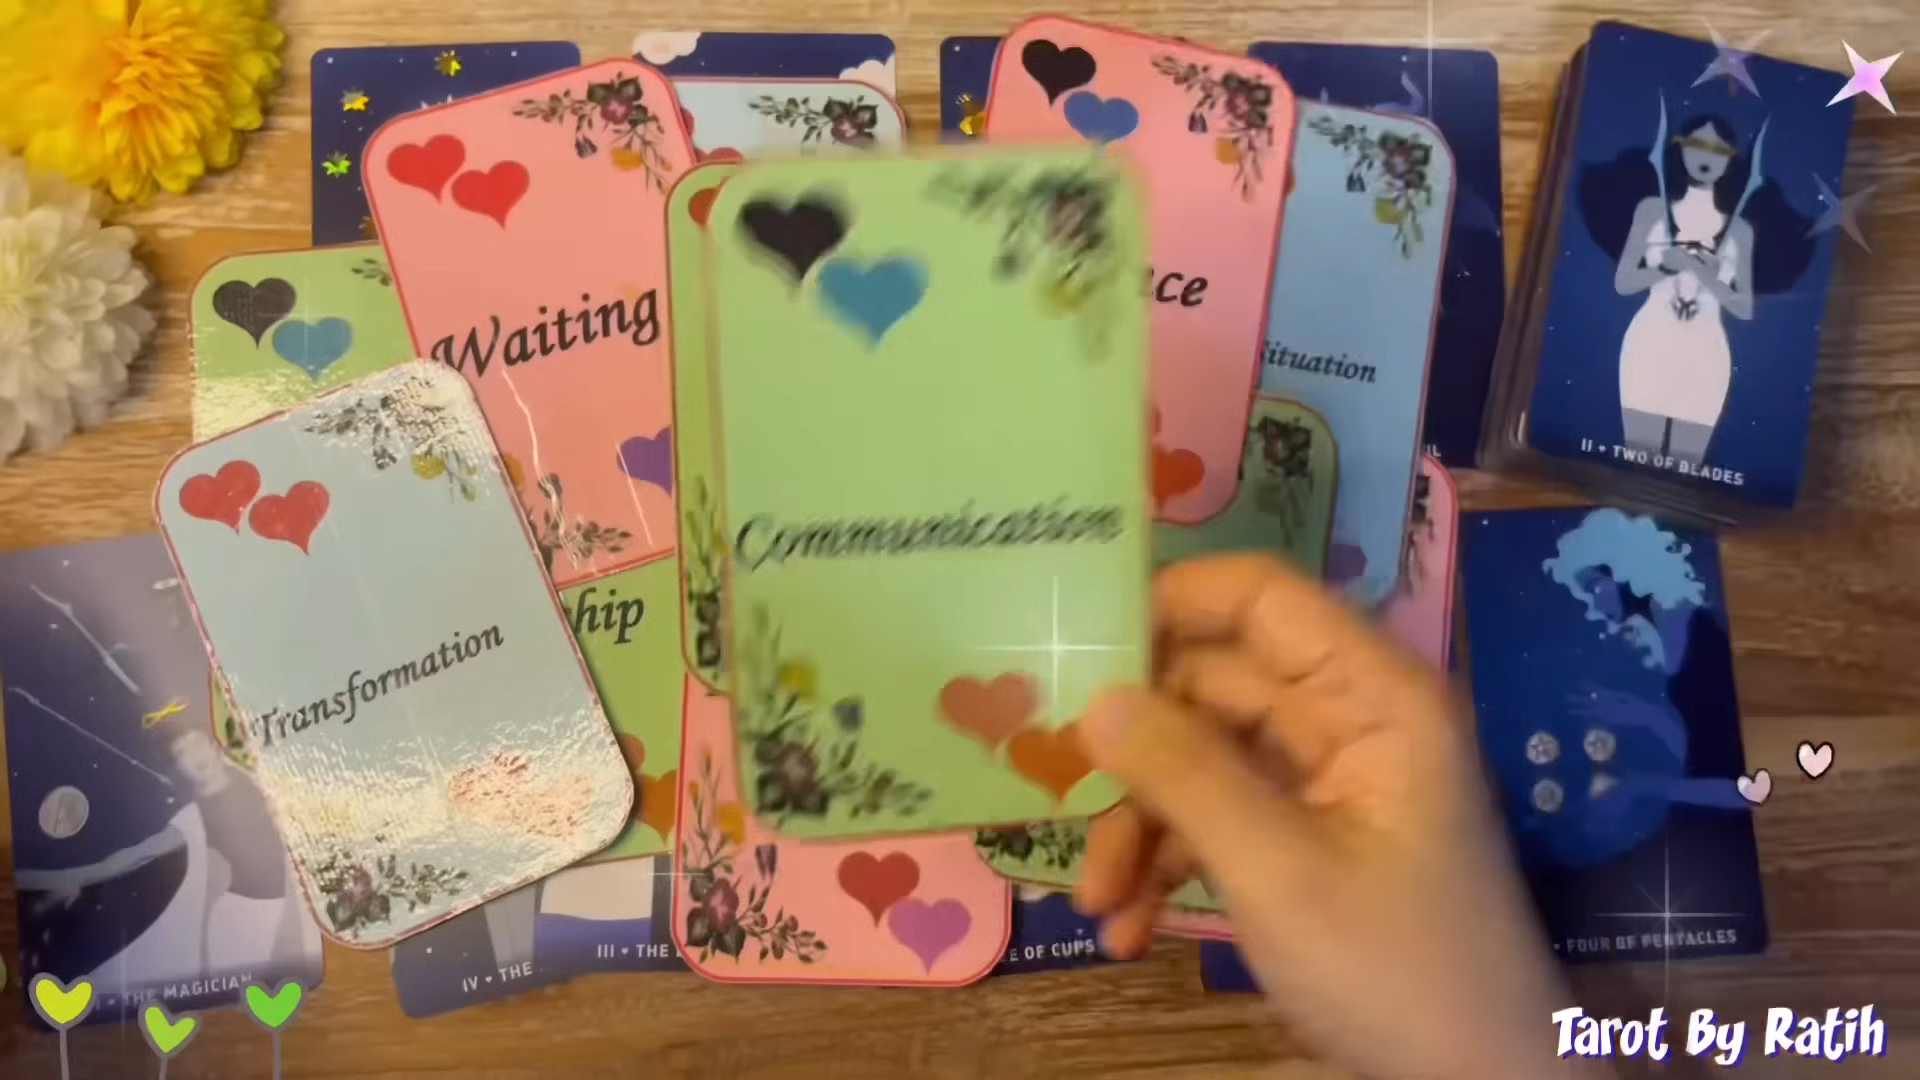 Waiting
ce
Situation
II • TWO OF BLADES
Communication
hip
Transformation
I • THE MAGICIAN
IV • THE
III • THE
E OF CUPS
FOUR OF PENTACLES
Tarot By Ratih